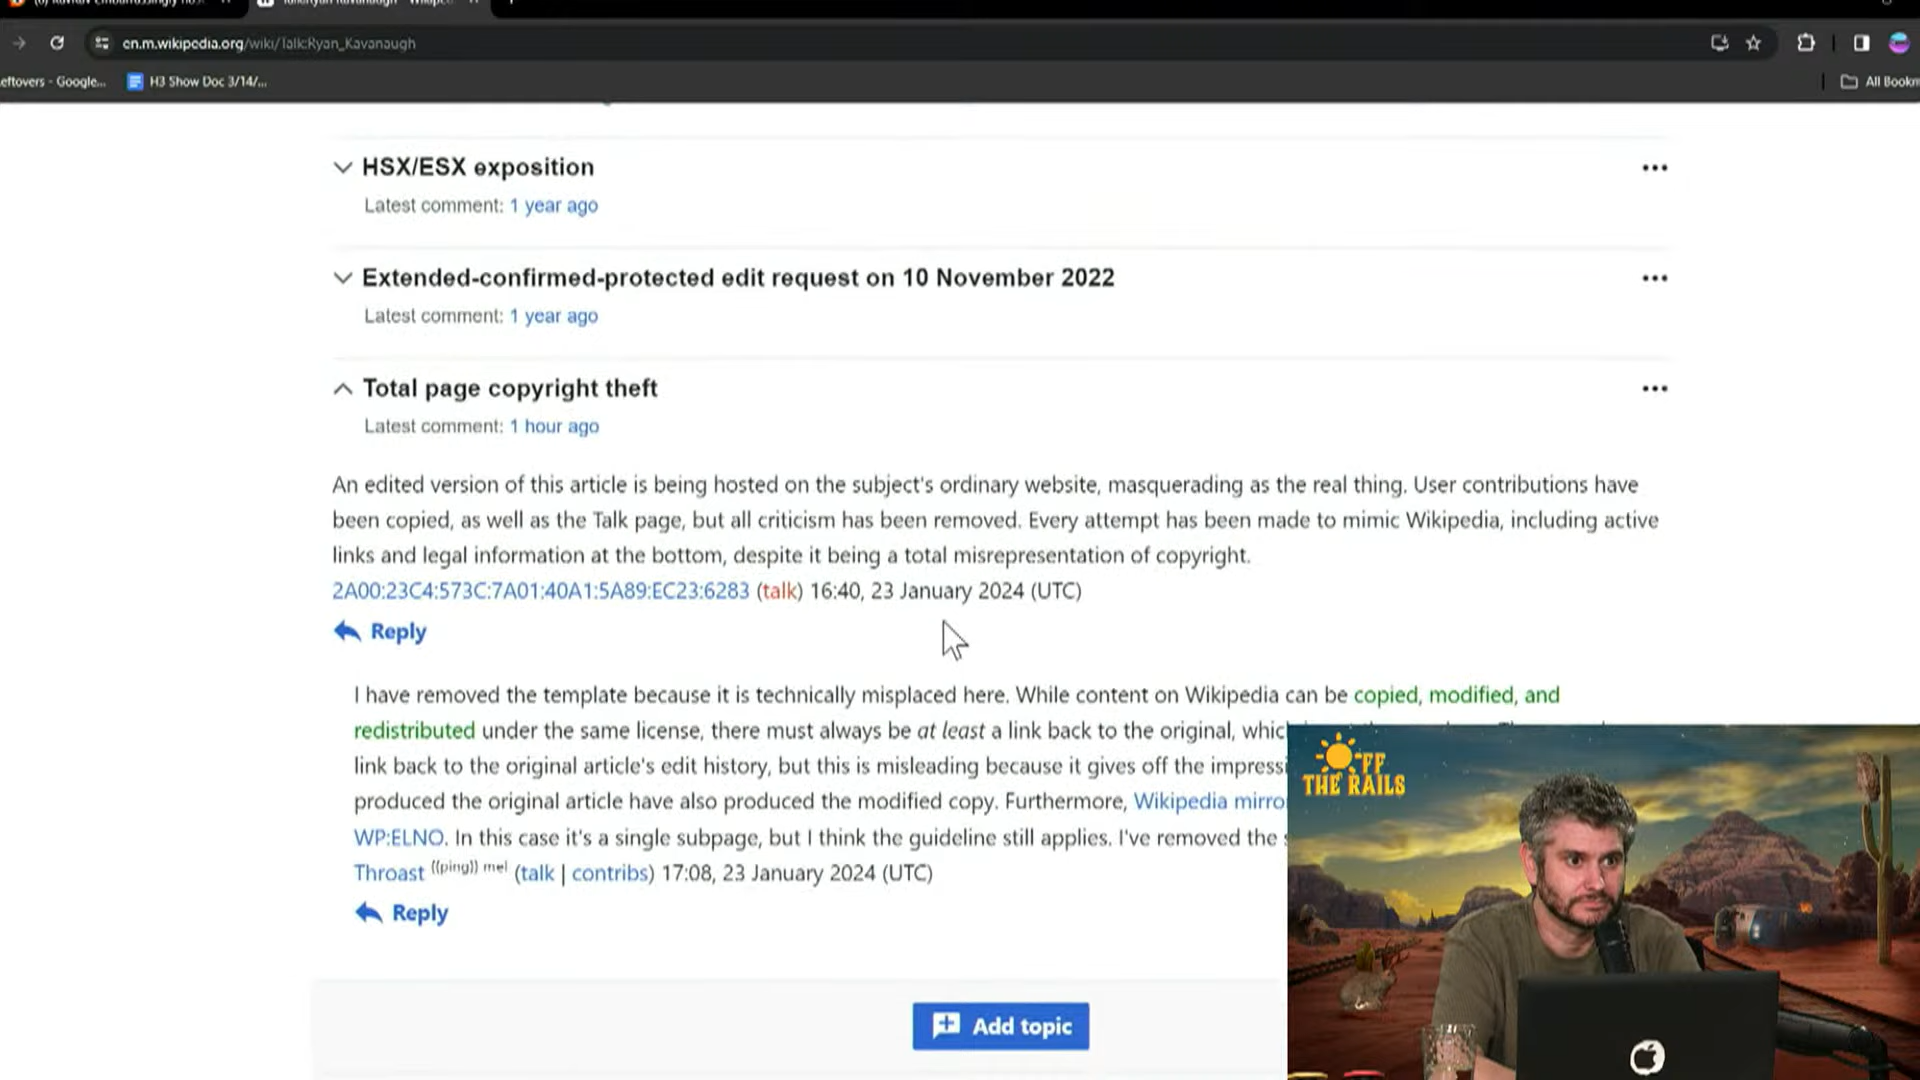 en.m.wikipedia.org/wiki/Talk:Ryan_Kavanaugh
eftovers - Google...
H3 Show Doc 3/14/...
All Bookm
HSX/ESX exposition
Latest comment: 1 year ago
Extended-confirmed-protected edit request on 10 November 2022
Latest comment: 1 year ago
Total page copyright theft
Latest comment: 1 hour ago
An edited version of this article is being hosted on the subject's ordinary website, masquerading as the real thing. User contributions have
been copied, as well as the Talk page, but all criticism has been removed. Every attempt has been made to mimic Wikipedia, including active
links and legal information at the bottom, despite it being a total misrepresentation of copyright.
2A00:23C4:573C:7A01:40A1:5A89:EC23:6283 (talk) 16:40, 23 January 2024 (UTC)
Reply
I have removed the template because it is technically misplaced here. While content on Wikipedia can be copied, modified, and
redistributed under the same license, there must always be at least a link back to the original, whic
link back to the original article's edit history, but this is misleading because it gives off the impressi
produced the original article have also produced the modified copy. Furthermore, Wikipedia mirro
WP:ELNO. In this case it's a single subpage, but I think the guideline still applies. I've removed the
Throast ((ping)) me! (talk | contribs) 17:08, 23 January 2024 (UTC)
Reply
Add topic
OFF
THE RAILS